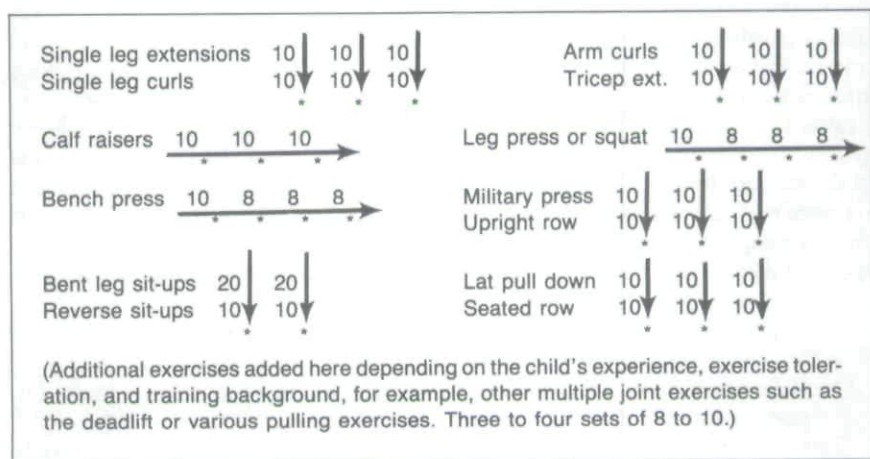 Single leg extensions 10 10 10
Single leg curls 10 10 10
* * *
Calf raisers 10 10 10
* * *
Bench press 10 8 8 8
* * * *
Bent leg sit-ups 20 20
Reverse sit-ups 10 10
* *
Arm curls 10 10 10
Tricep ext. 10 10 10
* * *
Leg press or squat 10 8 8 8
* * * *
Military press 10 10 10
Upright row 10 10 10
* * *
Lat pull down 10 10 10
Seated row 10 10 10
* * *
(Additional exercises added here depending on the child's experience, exercise toler-
ation, and training background, for example, other multiple joint exercises such as
the deadlift or various pulling exercises. Three to four sets of 8 to 10.)